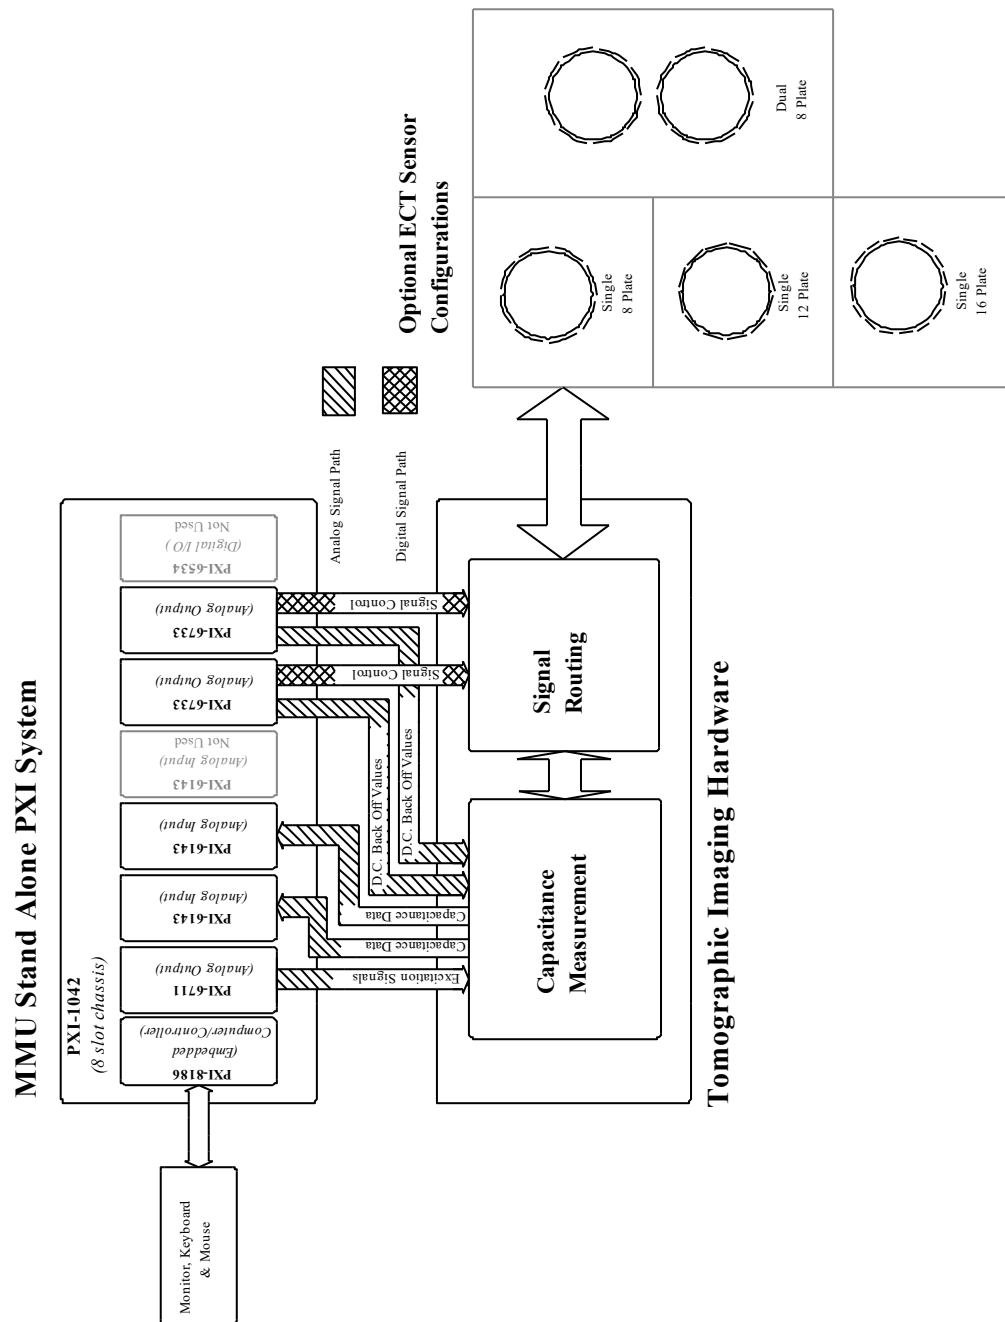 MMU Stand Alone PXI System
PXI-1042
(8 slot chassis)
PXI-8186
(Embedded
Computer/Controller)
PXI-6711
(Analog Output)
PXI-6143
(Analog Input)
PXI-6143
(Analog Input)
PXI-6143
(Analog Input)
Not Used
PXI-6733
(Analog Output)
PXI-6733
(Analog Output)
PXI-6534
(Digital I/O )
Not Used
Monitor, Keyboard
& Mouse
Excitation Signals
Capacitance Data
Capacitance Data
D.C. Back Off Values
D.C. Back Off Values
Signal Control
Signal Control
Analog Signal Path
Digital Signal Path
Capacitance
Measurement
Signal
Routing
Tomographic Imaging Hardware
Optional ECT Sensor
Configurations
Single
8 Plate
Single
12 Plate
Single
16 Plate
Dual
8 Plate